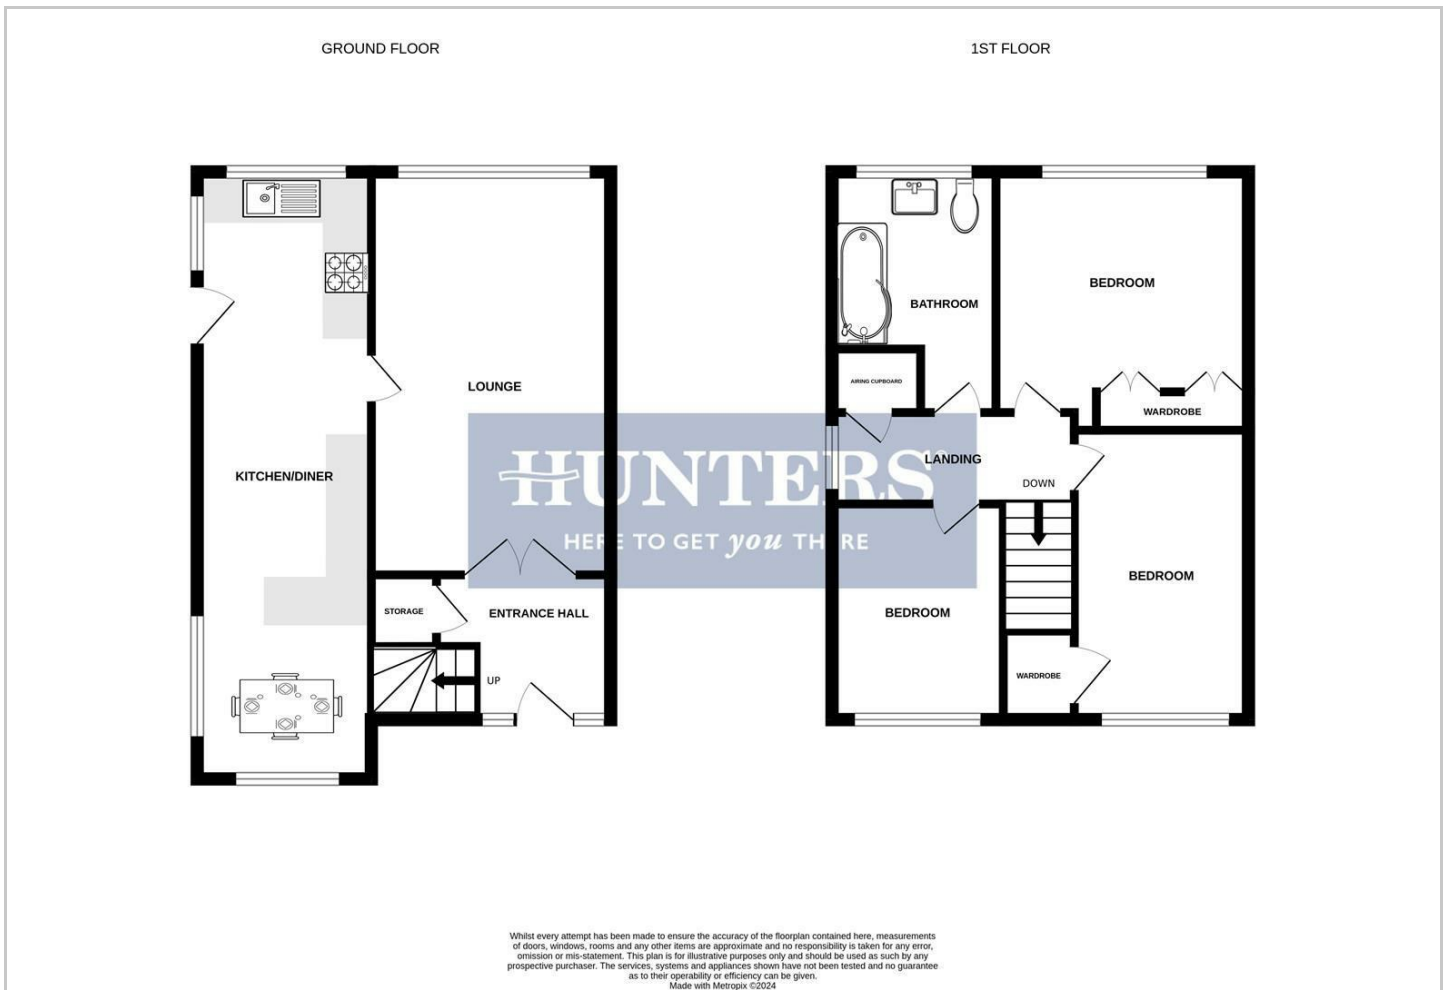 GROUND FLOOR
1ST FLOOR
KITCHEN/DINER
LOUNGE
STORAGE
ENTRANCE HALL
UP
BATHROOM
BEDROOM
AIRING CUPBOARD
WARDROBE
LANDING
DOWN
BEDROOM
BEDROOM
WARDROBE
HUNTERS®
HERE TO GET you THERE
Whilst every attempt has been made to ensure the accuracy of the floorplan contained here, measurements
of doors, windows, rooms and any other items are approximate and no responsibility is taken for any error,
omission or mis-statement. This plan is for illustrative purposes only and should be used as such by any
prospective purchaser. The services, systems and appliances shown have not been tested and no guarantee
as to their operability or efficiency can be given.
Made with Metropix ©2024